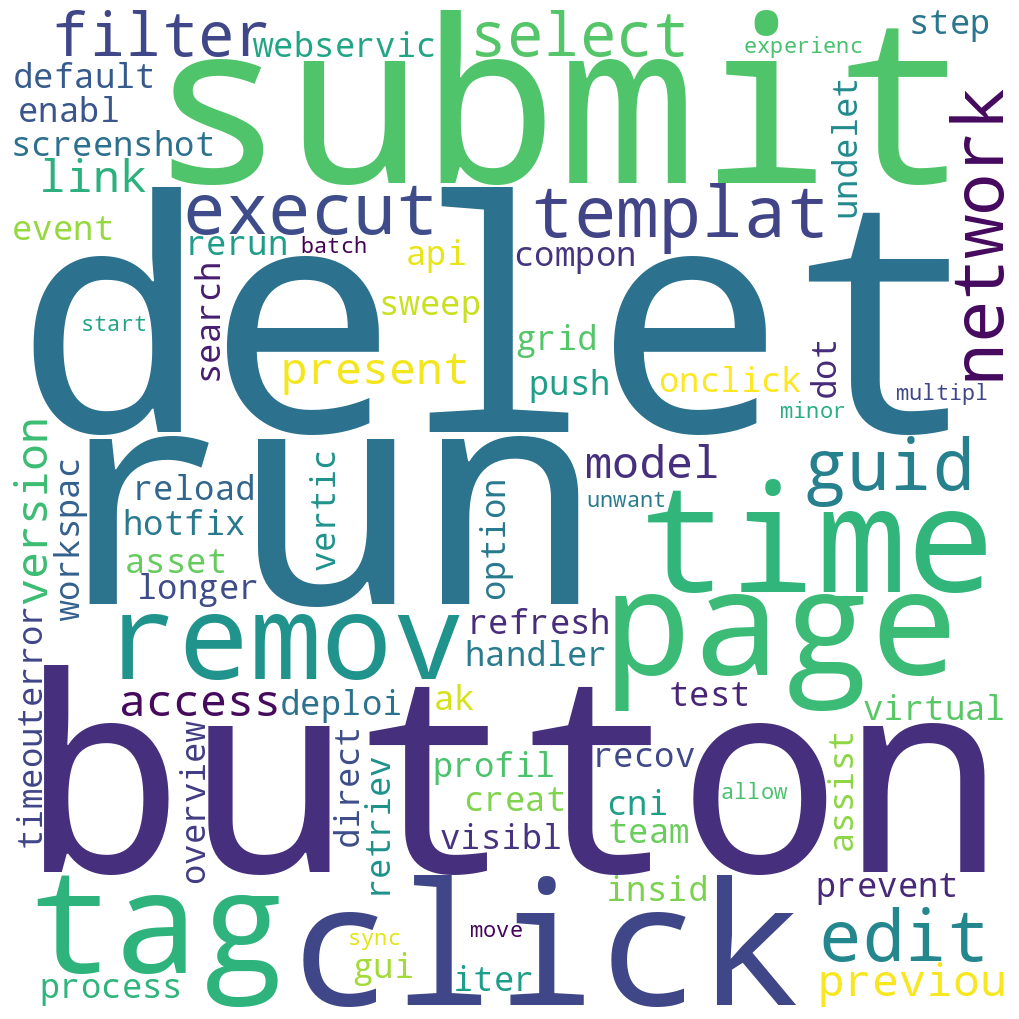 filter
webservic
select
experienc
step
default
enabl
screenshot
link
submit
undelet
network
event
execut
templat
rerun
batch
api
compon
search
sweep
start
delet
grid
present
push
onclick
dot
multipl
minor
run
version
workspac
reload
hotfix
asset
longer
vertic
option
model
unwant
guid
time
remov
refresh
handler
page
timeouterror
access
deploi
ak
test
virtual
button
overview
direct
retriev
profil
creat
visibl
recov
cni
team
allow
assist
tag
process
click
insid
prevent
sync
move
gui
iter
edit
previou